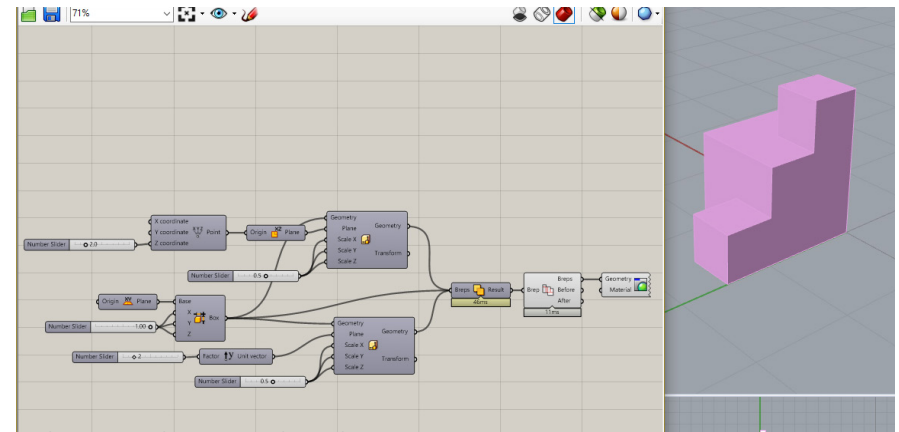 71%
X coordinate
Y coordinate
Z coordinate
XYZ
Point
Number Slider
2.0
Origin
XZ
Plane
Geometry
Plane
Scale X
Scale Y
Scale Z
Geometry
Transform
Number Slider
0.5
Origin
XY
Plane
Base
X
Y
Z
Box
Number Slider
1.00
Number Slider
2
Factor
Y
Unit vector
Number Slider
0.5
Geometry
Plane
Scale X
Scale Y
Scale Z
Geometry
Transform
Breps
Result
46ms
Brep
Breps
Before
After
11ms
Geometry
Material